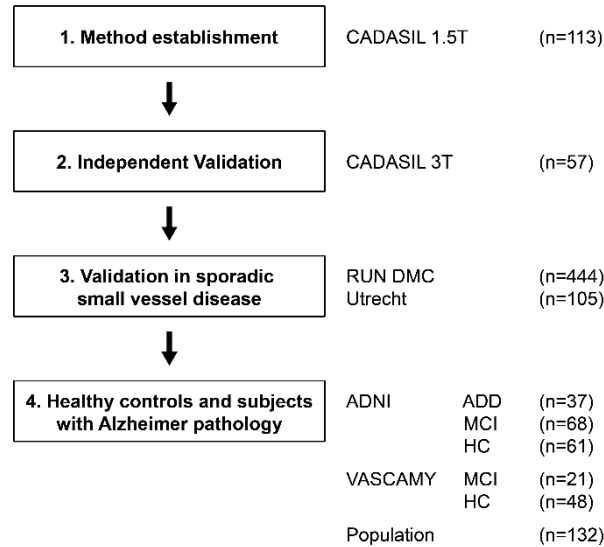 1. Method establishment CADASIL 1.5T (n=113)
2. Independent Validation CADASIL 3T (n=57)
3. Validation in sporadic RUN DMC (n=444)
small vessel disease Utrecht (n=105)
4. Healthy controls and subjects ADNI ADD (n=37)
with Alzheimer pathology MCI (n=68)
HC (n=61)
VASCAMY MCI (n=21)
HC (n=48)
Population (n=132)